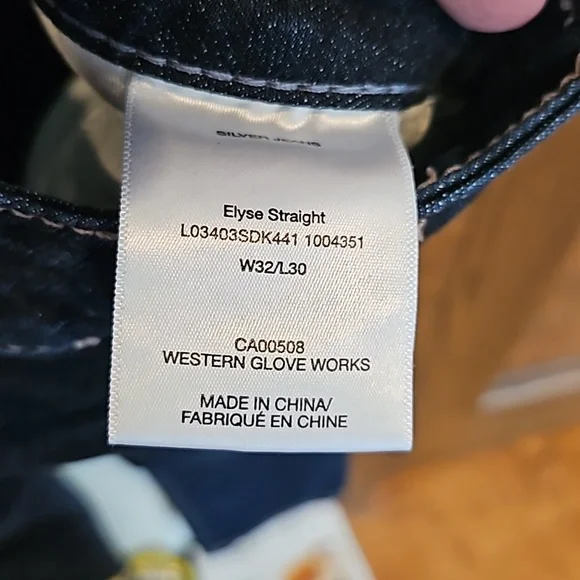 SILVER JEANS
Elyse Straight
L03403SDK441 1004351
W32/L30
CA00508
WESTERN GLOVE WORKS
MADE IN CHINA/
FABRIQUÉ EN CHINE